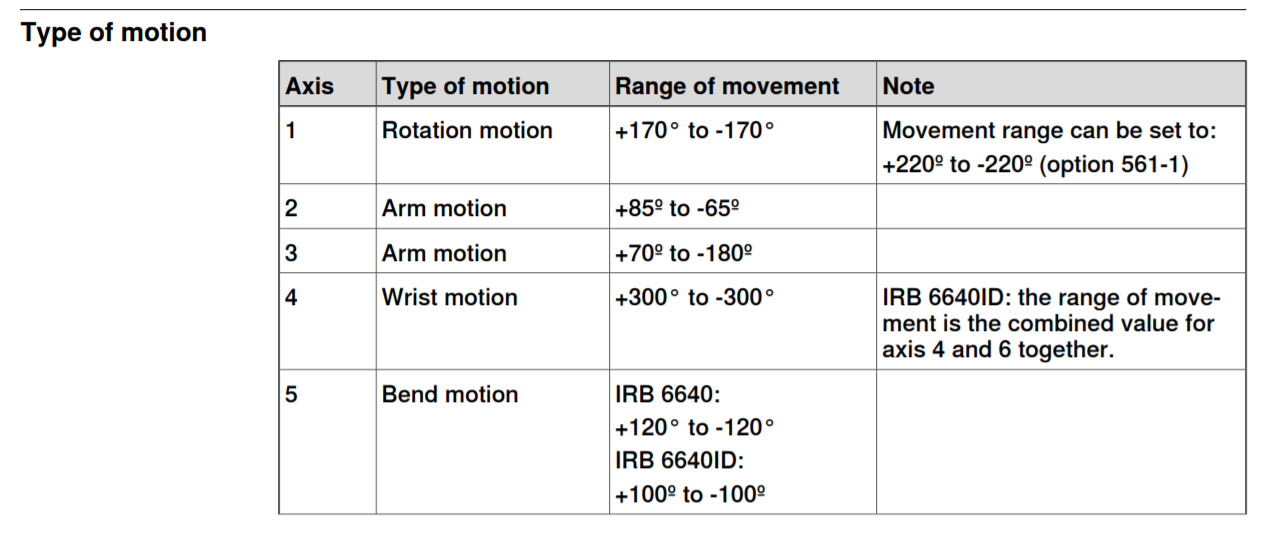 Type of motion
Axis Type of motion Range of movement Note
1 Rotation motion +170° to -170° Movement range can be set to:
+220º to -220º (option 561-1)
2 Arm motion +85º to -65º
3 Arm motion +70º to -180º
4 Wrist motion +300° to -300° IRB 6640ID: the range of move-
ment is the combined value for
axis 4 and 6 together.
5 Bend motion IRB 6640:
+120° to -120°
IRB 6640ID:
+100º to -100º